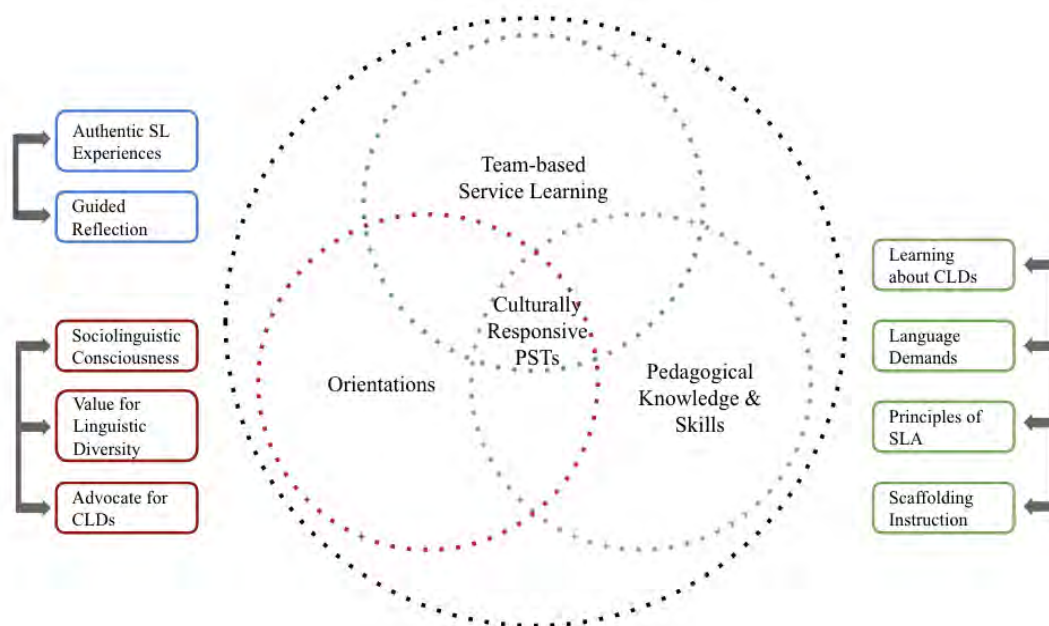 Authentic SL
Experiences
Guided
Reflection
Sociolinguistic
Consciousness
Value for
Linguistic
Diversity
Advocate for
CLDs
Team-based
Service Learning
Culturally
Responsive
PSTs
Orientations
Pedagogical
Knowledge &
Skills
Learning
about CLDs
Language
Demands
Principles of
SLA
Scaffolding
Instruction